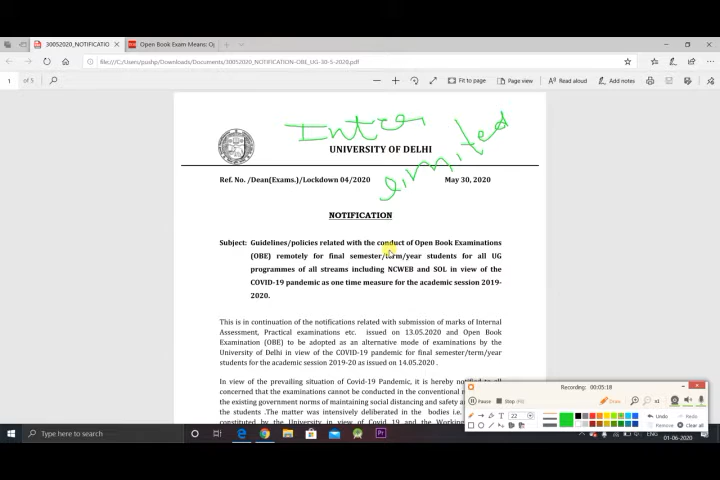 30052020_NOTIFICATIO
Open Book Exam-Means: Op
file:///C:/Users/pushp/Downloads/Documents/30052020_NOTIFICATION-OBE_UG-30-5-2020.pdf
1 of 5
Fit to page
Page view
Read aloud
Add notes
limited
UNIVERSITY OF DELHI
Ref. No. /Dean(Exams.)/Lockdown 04/2020
May 30, 2020
NOTIFICATION
Subject: Guidelines/policies related with the conduct of Open Book Examinations
(OBE) remotely for final semester/term/year students for all UG
programmes of all streams including NCWEB and SOL in view of the
COVID-19 pandemic as one time measure for the academic session 2019-
2020.
This is in continuation of the notifications related with submission of marks of Internal
Assessment, Practical examinations etc. issued on 13.05.2020 and Open Book
Examination (OBE) to be adopted as an alternative mode of examinations by the
University of Delhi in view of the COVID-19 pandemic for final semester/term/year
students for the academic session 2019-20 as issued on 14.05.2020 .
In view of the prevailing situation of Covid-19 Pandemic, it is hereby notified to all
concerned that the examinations cannot be conducted in the conventional
the existing government norms of maintaining social distancing and safety
the students .The matter was intensively deliberated in the bodies i.e.
constituted by the University in view of Covid 19 and the Working
Recording: 00:05:18
Pause
Stop (F9)
Draw
x1
T
22
Undo
Redo
Remove
Clear all
Type here to search
ENG
01-06-2020